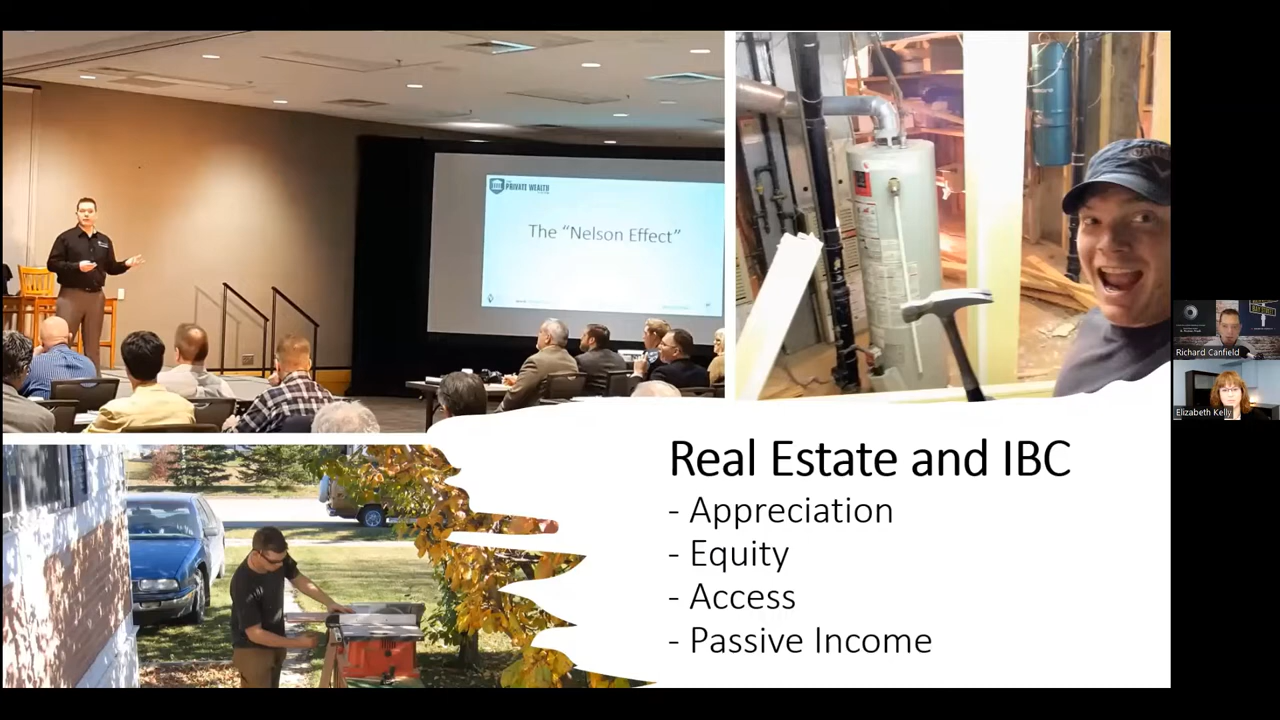 PRIVATE WEALTH
The “Nelson Effect”
Real Estate and IBC
- Appreciation
- Equity
- Access
- Passive Income
Richard Canfield
Elizabeth Kelly